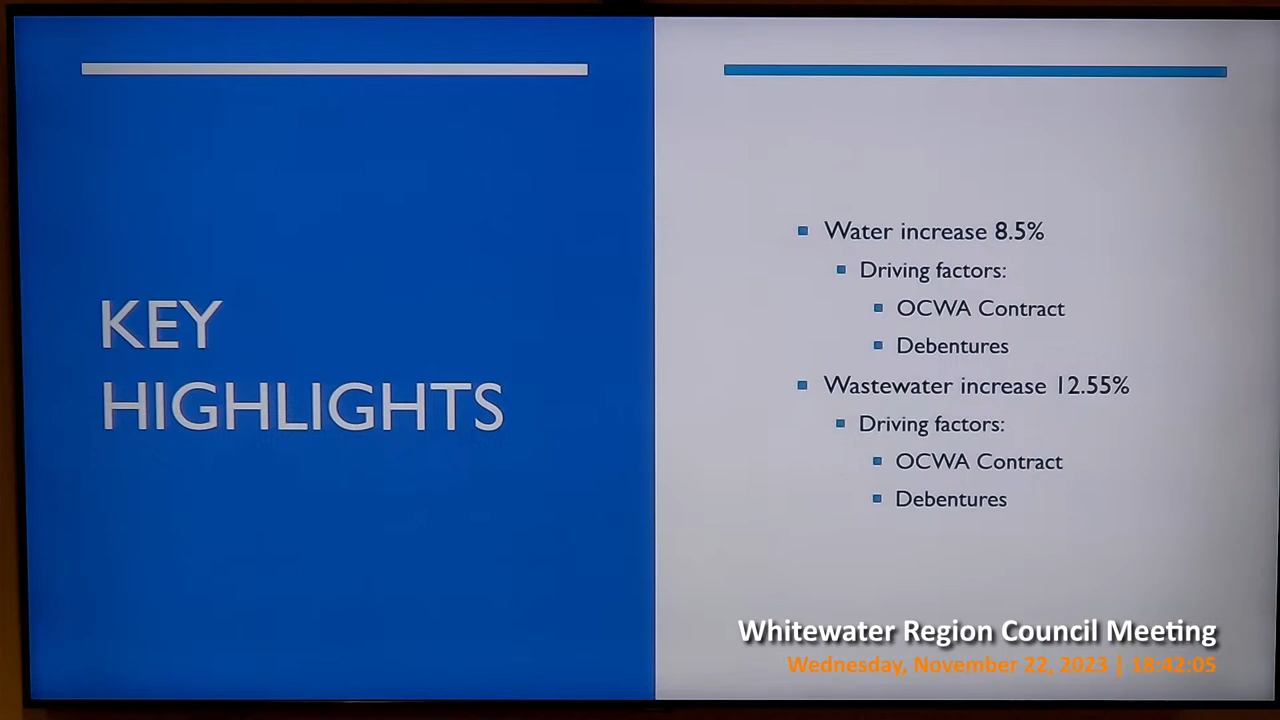 KEY
HIGHLIGHTS
Water increase 8.5%
Driving factors:
OCWA Contract
Debentures
Wastewater increase 12.55%
Driving factors:
OCWA Contract
Debentures
Whitewater Region Council Meeting
Wednesday, November 22, 2023 | 18:42:05